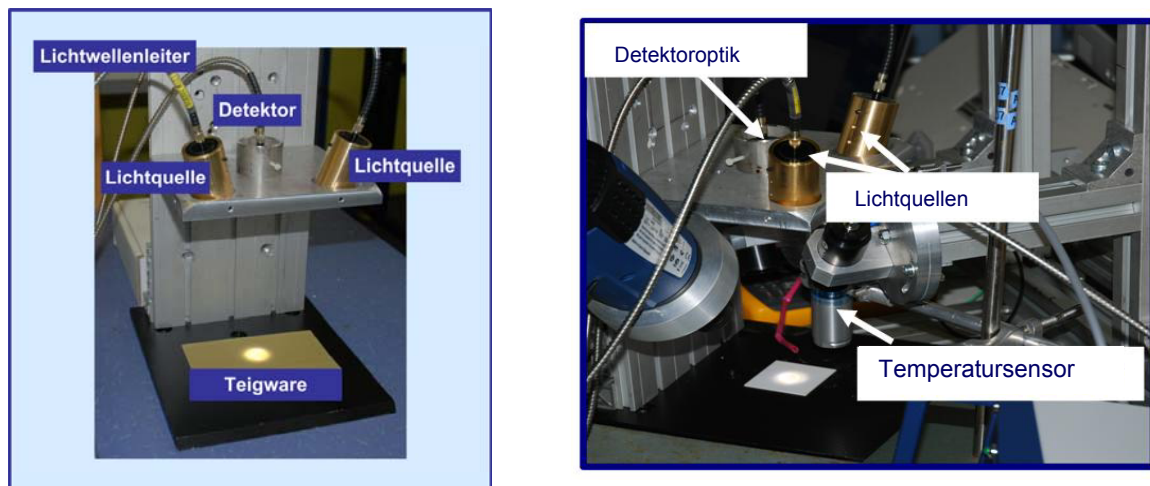 Lichtwellenleiter
Detektor
Lichtquelle
Lichtquelle
Teigware
Detektoroptik
Lichtquellen
Temperatursensor